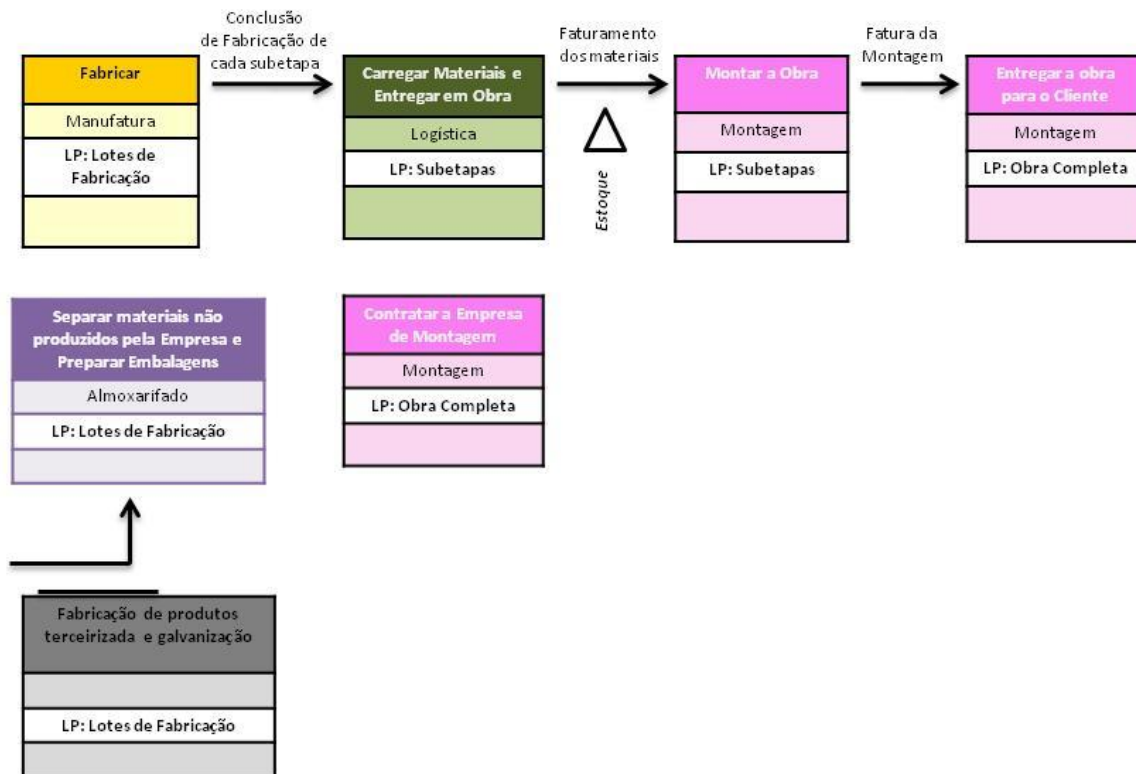 Conclusão
de Fabricação de
cada subetapa
Faturamento
dos materiais
Fatura da
Montagem
Fabricar
Manufatura
LP: Lotes de
Fabricação
Carregar Materiais e
Entregar em Obra
Logística
LP: Subetapas
Estoque
Montar a Obra
Montagem
LP: Subetapas
Entregar a obra
para o Cliente
Montagem
LP: Obra Completa
Separar materiais não
produzidos pela Empresa e
Preparar Embalagens
Almoxarifado
LP: Lotes de Fabricação
Contratar a Empresa
de Montagem
Montagem
LP: Obra Completa
Fabricação de produtos
terceirizada e galvanização
LP: Lotes de Fabricação